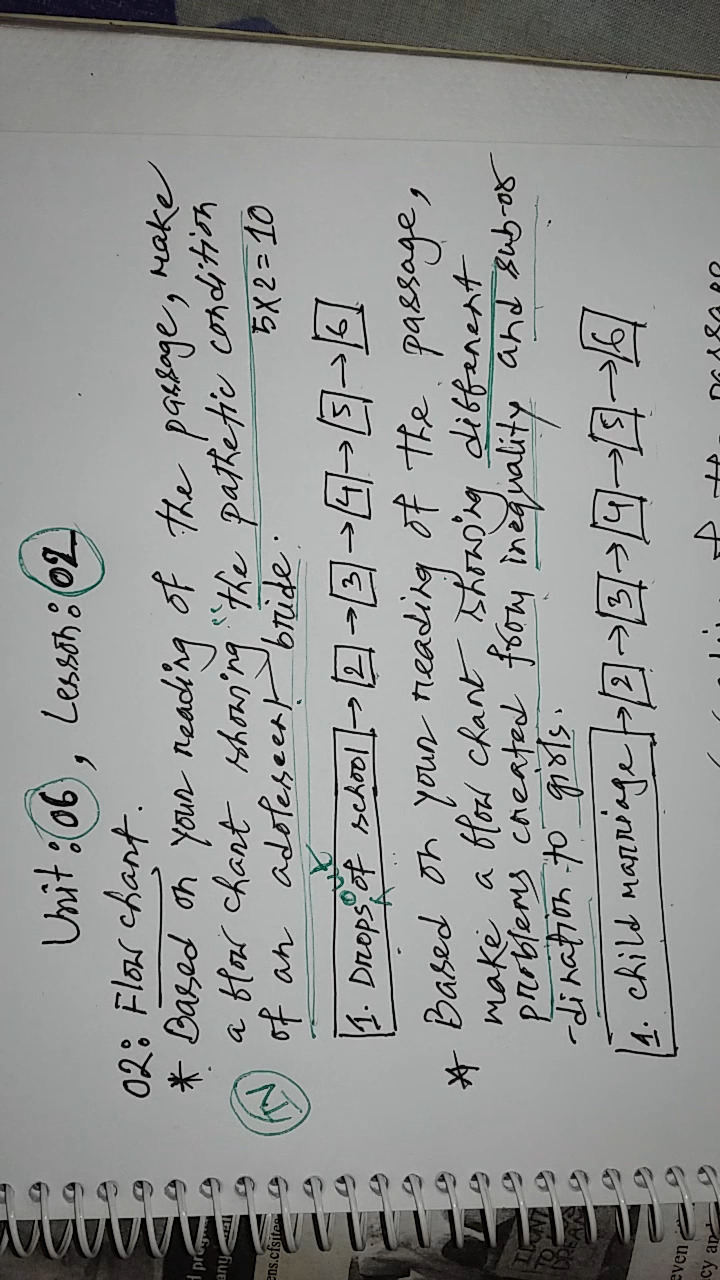 Unit: 06, Lesson: 02
02: Flow chart.
* Based on your reading of the passage, make
a flow chart showing "the pathetic condition
of an adolescent bride. 5x2=10
1. Drops out of school → 2 → 3 → 4 → 5 → 6
* Based on your reading of the passage,
make a flow chart showing different
problems created from inequality and sub-or
-dination to girls.
1. child marriage → 2 → 3 → 4 → 5 → 6